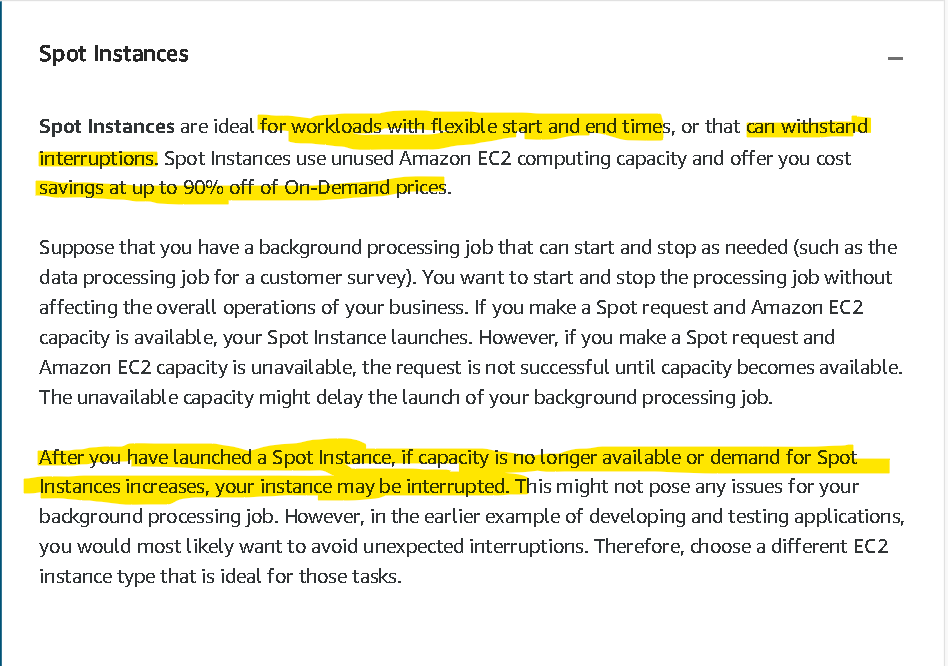 Spot Instances
Spot Instances are ideal for workloads with flexible start and end times, or that can withstand
interruptions. Spot Instances use unused Amazon EC2 computing capacity and offer you cost
savings at up to 90% off of On-Demand prices.
Suppose that you have a background processing job that can start and stop as needed (such as the
data processing job for a customer survey). You want to start and stop the processing job without
affecting the overall operations of your business. If you make a Spot request and Amazon EC2
capacity is available, your Spot Instance launches. However, if you make a Spot request and
Amazon EC2 capacity is unavailable, the request is not successful until capacity becomes available.
The unavailable capacity might delay the launch of your background processing job.
After you have launched a Spot Instance, if capacity is no longer available or demand for Spot
Instances increases, your instance may be interrupted. This might not pose any issues for your
background processing job. However, in the earlier example of developing and testing applications,
you would most likely want to avoid unexpected interruptions. Therefore, choose a different EC2
instance type that is ideal for those tasks.